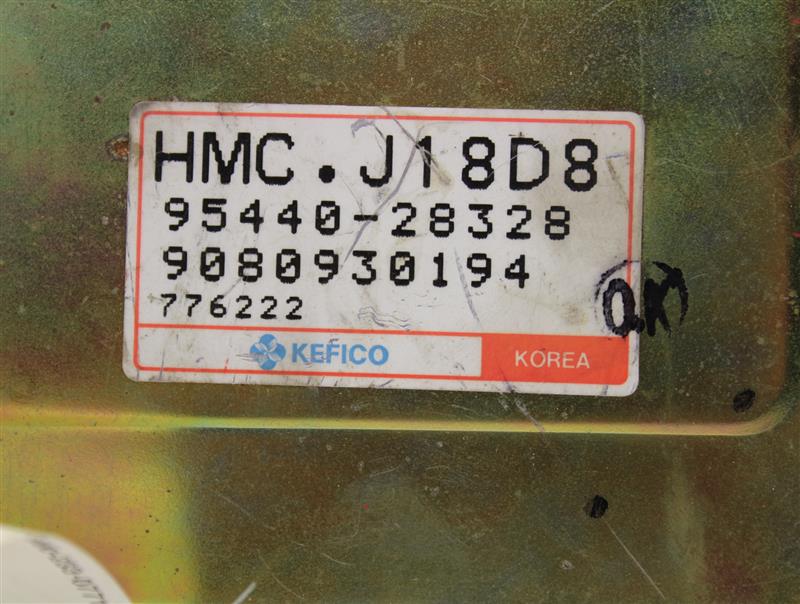 HMC.J18D8
95440-28328
9080930194
776222
KEFICO
KOREA
O.K